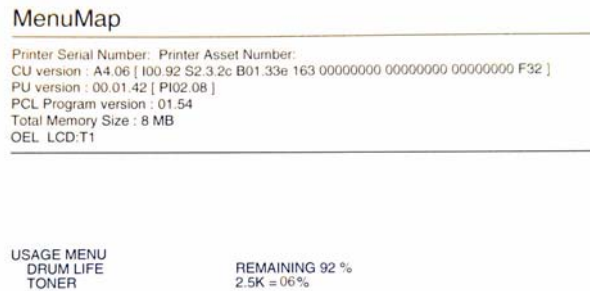 MenuMap
Printer Serial Number: Printer Asset Number:
CU version : A4.06 [ I00.92 S2.3.2c B01.33e 163 00000000 00000000 00000000 F32 ]
PU version : 00.01.42 [ PI02.08 ]
PCL Program version : 01.54
Total Memory Size : 8 MB
OEL LCD:T1
USAGE MENU
DRUM LIFE REMAINING 92 %
TONER 2.5K = 06%